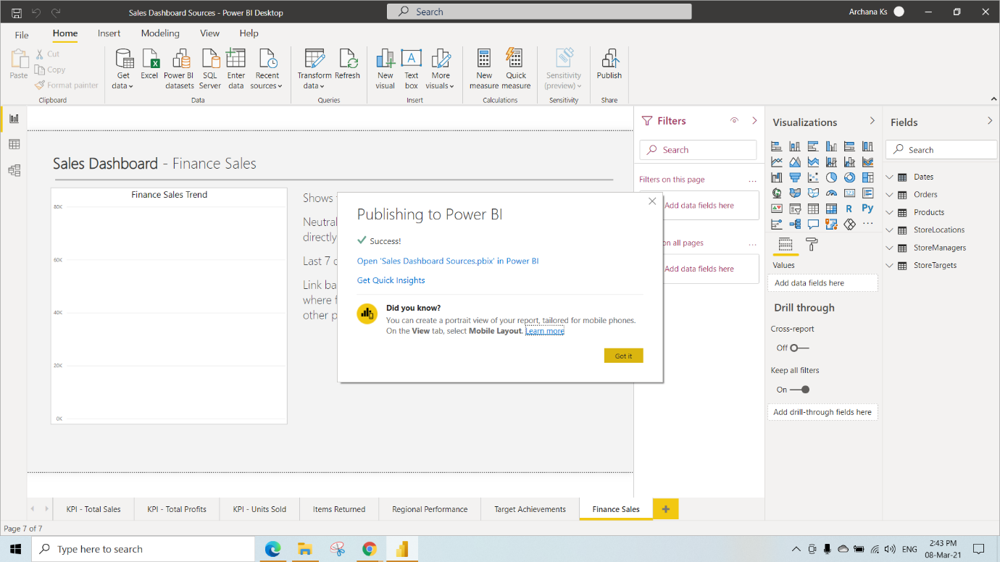 Sales Dashboard Sources - Power BI Desktop
Search
Archana Ks
File
Home
Insert
Modeling
View
Help
Paste
Cut
Copy
Format painter
Clipboard
Get data
Excel
Power BI datasets
SQL Server
Enter data
Recent sources
Data
Transform data
Refresh
Queries
New visual
Text box
More visuals
Insert
New measure
Quick measure
Calculations
Sensitivity (preview)
Sensitivity
Publish
Share
Sales Dashboard - Finance Sales
Finance Sales Trend
80K
60K
40K
20K
0K
Shows
Neutral
directly
Last 7
Link ba
where f
other p
Publishing to Power BI
Success!
Open 'Sales Dashboard Sources.pbix' in Power BI
Get Quick Insights
Did you know?
You can create a portrait view of your report, tailored for mobile phones.
On the View tab, select Mobile Layout. Learn more
Got it
Filters
Search
Filters on this page
...
Add data fields here
on all pages
...
Add data fields here
Visualizations
R
Py
...
Values
Add data fields here
Drill through
Cross-report
Off
Keep all filters
On
Add drill-through fields here
Fields
Search
Dates
Orders
Products
StoreLocations
StoreManagers
StoreTargets
KPI - Total Sales
KPI - Total Profits
KPI - Units Sold
Items Returned
Regional Performance
Target Achievements
Finance Sales
+
Page 7 of 7
Type here to search
ENG
2:43 PM
08-Mar-21